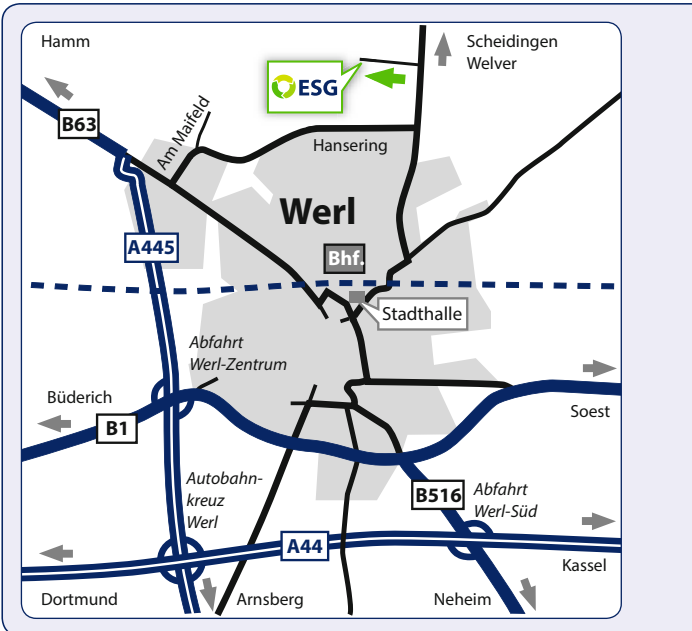 Hamm
Scheidingen
Welver
ESG
B63
Am Maifeld
Hansering
Werl
A445
Bhf.
Stadthalle
Abfahrt
Werl-Zentrum
Büderich
B1
Soest
Autobahn-
kreuz
Werl
B516
Abfahrt
Werl-Süd
A44
Kassel
Dortmund
Arnsberg
Neheim